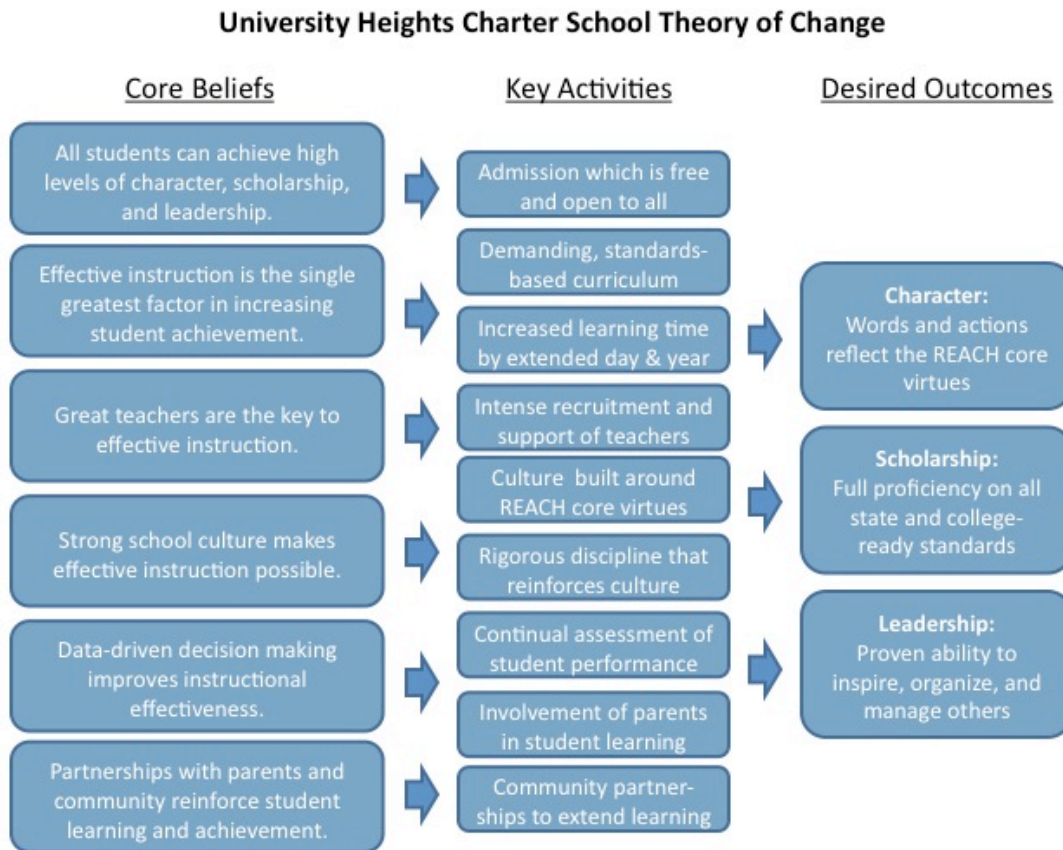 University Heights Charter School Theory of Change
Core Beliefs
All students can achieve high
levels of character, scholarship,
and leadership.
Effective instruction is the single
greatest factor in increasing
student achievement.
Great teachers are the key to
effective instruction.
Strong school culture makes
effective instruction possible.
Data-driven decision making
improves instructional
effectiveness.
Partnerships with parents and
community reinforce student
learning and achievement.
Key Activities
Admission which is free
and open to all
Demanding, standards-
based curriculum
Increased learning time
by extended day & year
Intense recruitment and
support of teachers
Culture built around
REACH core virtues
Rigorous discipline that
reinforces culture
Continual assessment of
student performance
Involvement of parents
in student learning
Community partner-
ships to extend learning
Desired Outcomes
Character:
Words and actions
reflect the REACH core
virtues
Scholarship:
Full proficiency on all
state and college-
ready standards
Leadership:
Proven ability to
inspire, organize, and
manage others